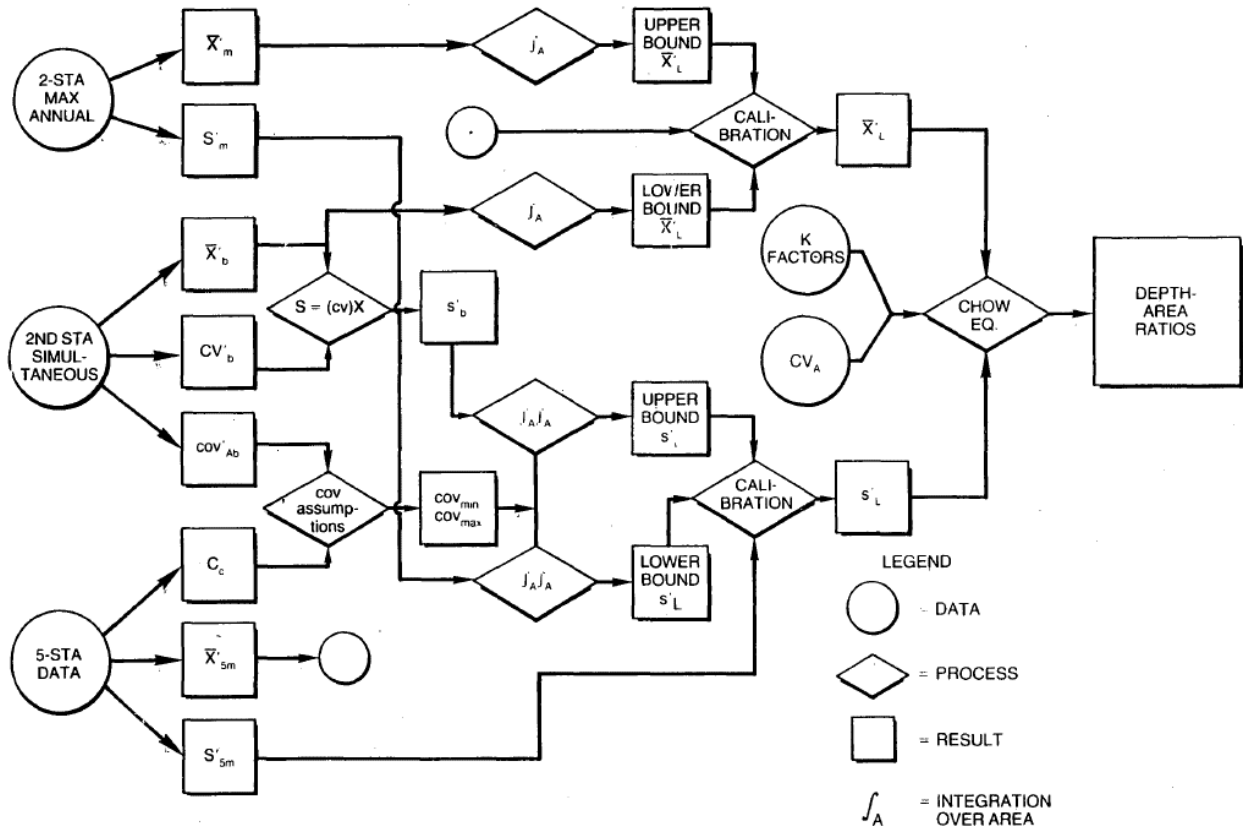 2-STA
MAX
ANNUAL
X̄'m
S'm
∫A
UPPER
BOUND
X̄'L
CALI-
BRATION
X̄'L
2ND STA
SIMUL-
TANEOUS
X̄'b
CV'b
cov'Ab
S = (cv)X
s'b
∫A
LOWER
BOUND
X̄'L
K
FACTORS
CVA
CHOW
EQ.
DEPTH-
AREA
RATIOS
cov
assump-
tions
covmin
covmax
∫A∫A
UPPER
BOUND
s'L
CALI-
BRATION
s'L
∫A∫A
LOWER
BOUND
s'L
5-STA
DATA
Cc
X̄'5m
S'5m
LEGEND
= DATA
= PROCESS
= RESULT
∫A = INTEGRATION
OVER AREA